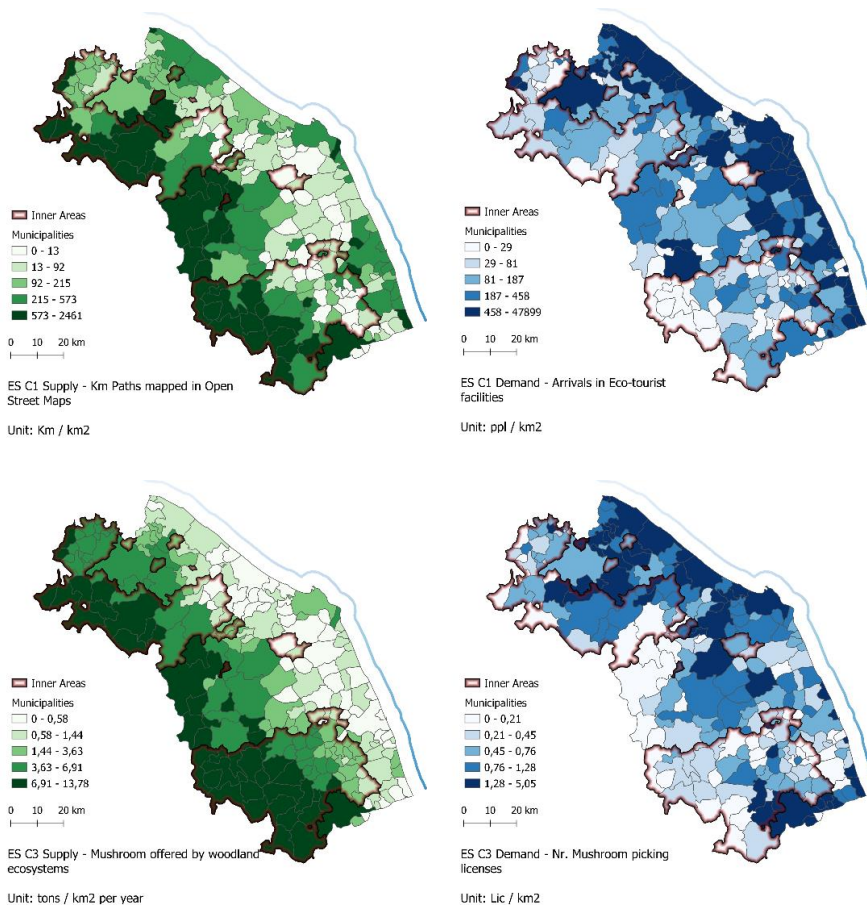 Inner Areas
Municipalities
0 - 13
13 - 92
92 - 215
215 - 573
573 - 2461
0 10 20 km
ES C1 Supply - Km Paths mapped in Open
Street Maps
Unit: Km / km2
Inner Areas
Municipalities
0 - 29
29 - 81
81 - 187
187 - 458
458 - 47899
0 10 20 km
ES C1 Demand - Arrivals in Eco-tourist
facilities
Unit: ppl / km2
Inner Areas
Municipalities
0 - 0,58
0,58 - 1,44
1,44 - 3,63
3,63 - 6,91
6,91 - 13,78
0 10 20 km
ES C3 Supply - Mushroom offered by woodland
ecosystems
Unit: tons / km2 per year
Inner Areas
Municipalities
0 - 0,21
0,21 - 0,45
0,45 - 0,76
0,76 - 1,28
1,28 - 5,05
0 10 20 km
ES C3 Demand - Nr. Mushroom picking
licenses
Unit: Lic / km2